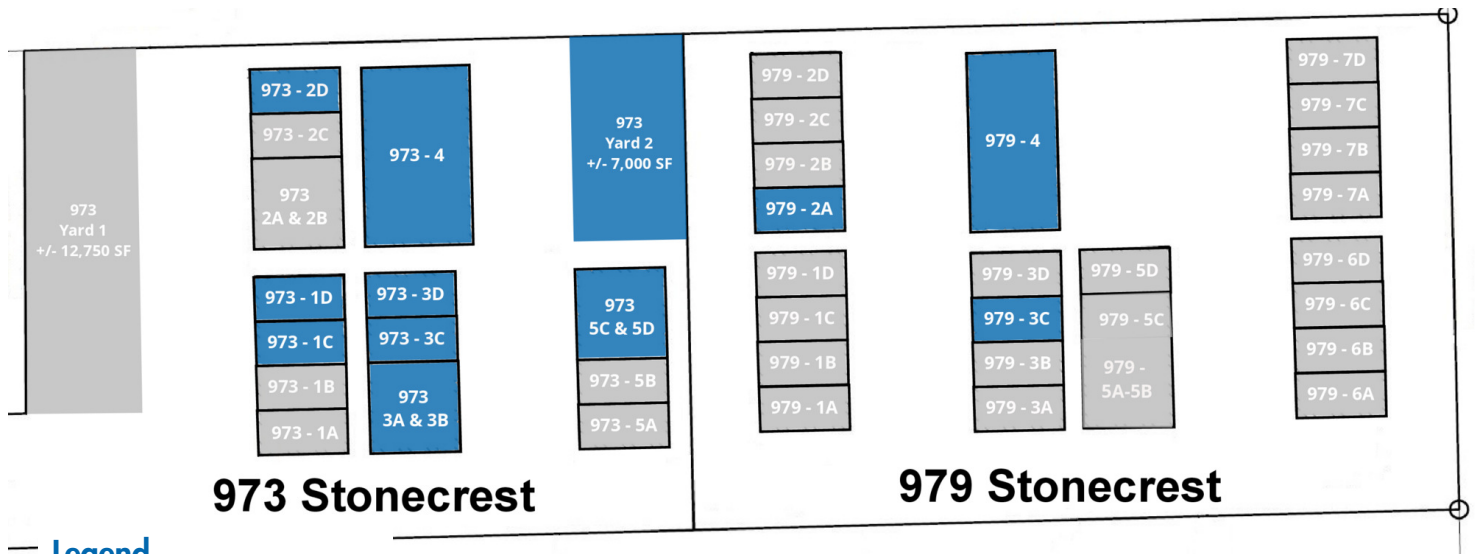 973
Yard 1
+/- 12,750 SF
973 - 2D
973 - 2C
973
2A & 2B
973 - 4
973
Yard 2
+/- 7,000 SF
973 - 1D
973 - 1C
973 - 1B
973 - 1A
973 - 3D
973 - 3C
973
3A & 3B
973
5C & 5D
973 - 5B
973 - 5A
973 Stonecrest
979 - 2D
979 - 2C
979 - 2B
979 - 2A
979 - 4
979 - 7D
979 - 7C
979 - 7B
979 - 7A
979 - 1D
979 - 1C
979 - 1B
979 - 1A
979 - 3D
979 - 3C
979 - 3B
979 - 3A
979 - 5D
979 - 5C
979 -
5A-5B
979 - 6D
979 - 6C
979 - 6B
979 - 6A
979 Stonecrest
Legend